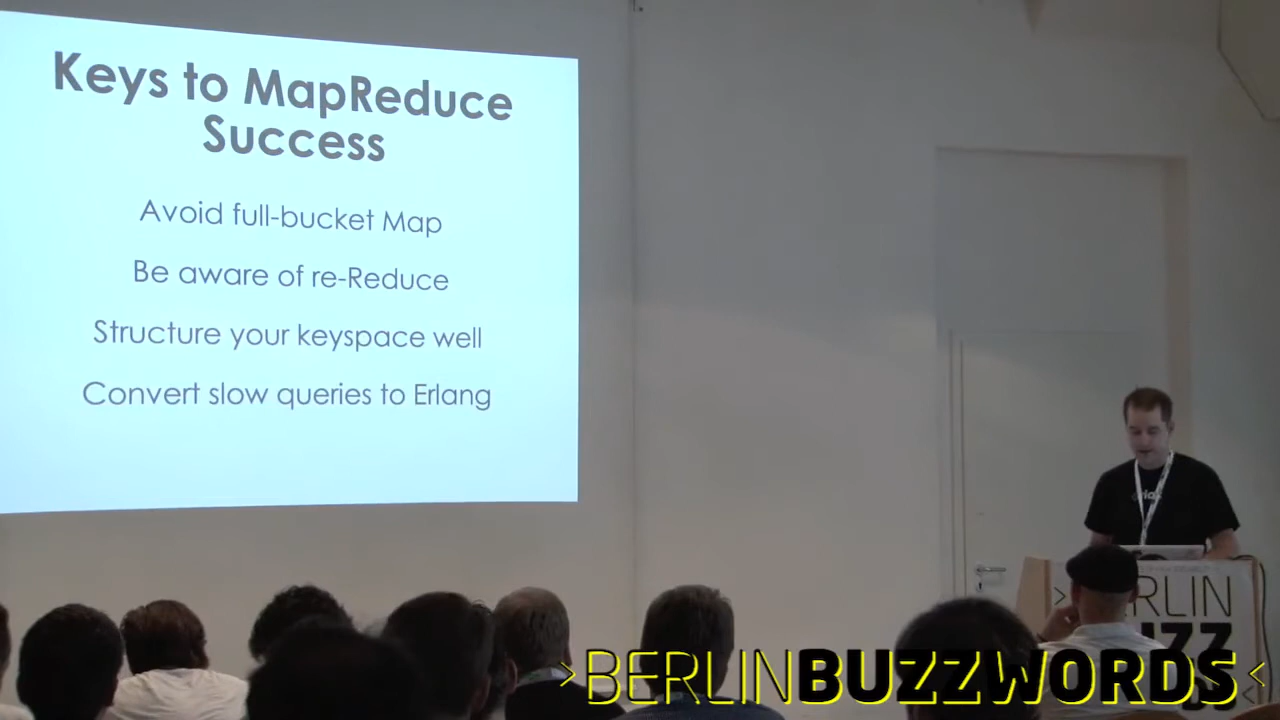 Keys to MapReduce
Success
Avoid full-bucket Map
Be aware of re-Reduce
Structure your keyspace well
Convert slow queries to Erlang
>BERLINBUZZWORDS<